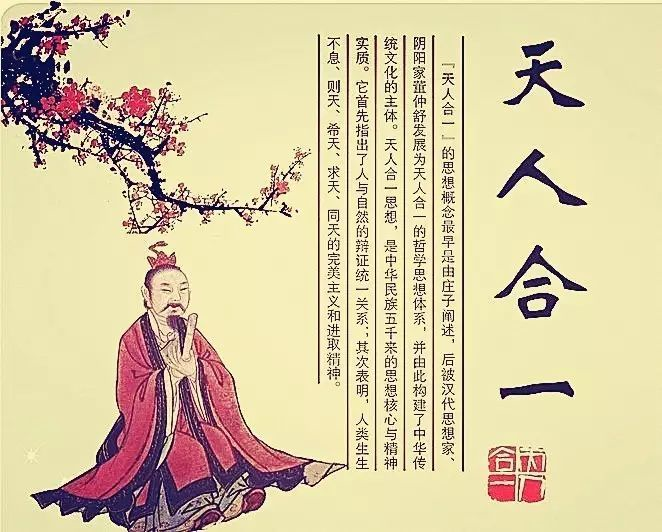 天人合一
『天人合一』的思想概念最早是由庄子阐述，后被汉代思想家、
阴阳家董仲舒发展为天人合一的哲学思想体系，并由此构建了中华传
统文化的主体。天人合一思想，是中华民族五千来的思想核心与精神
实质。它首先指出了人与自然的辩证统一关系；其次表明，人类生生
不息、则天、希天、求天、同天的完美主义和进取精神。
天人
合一